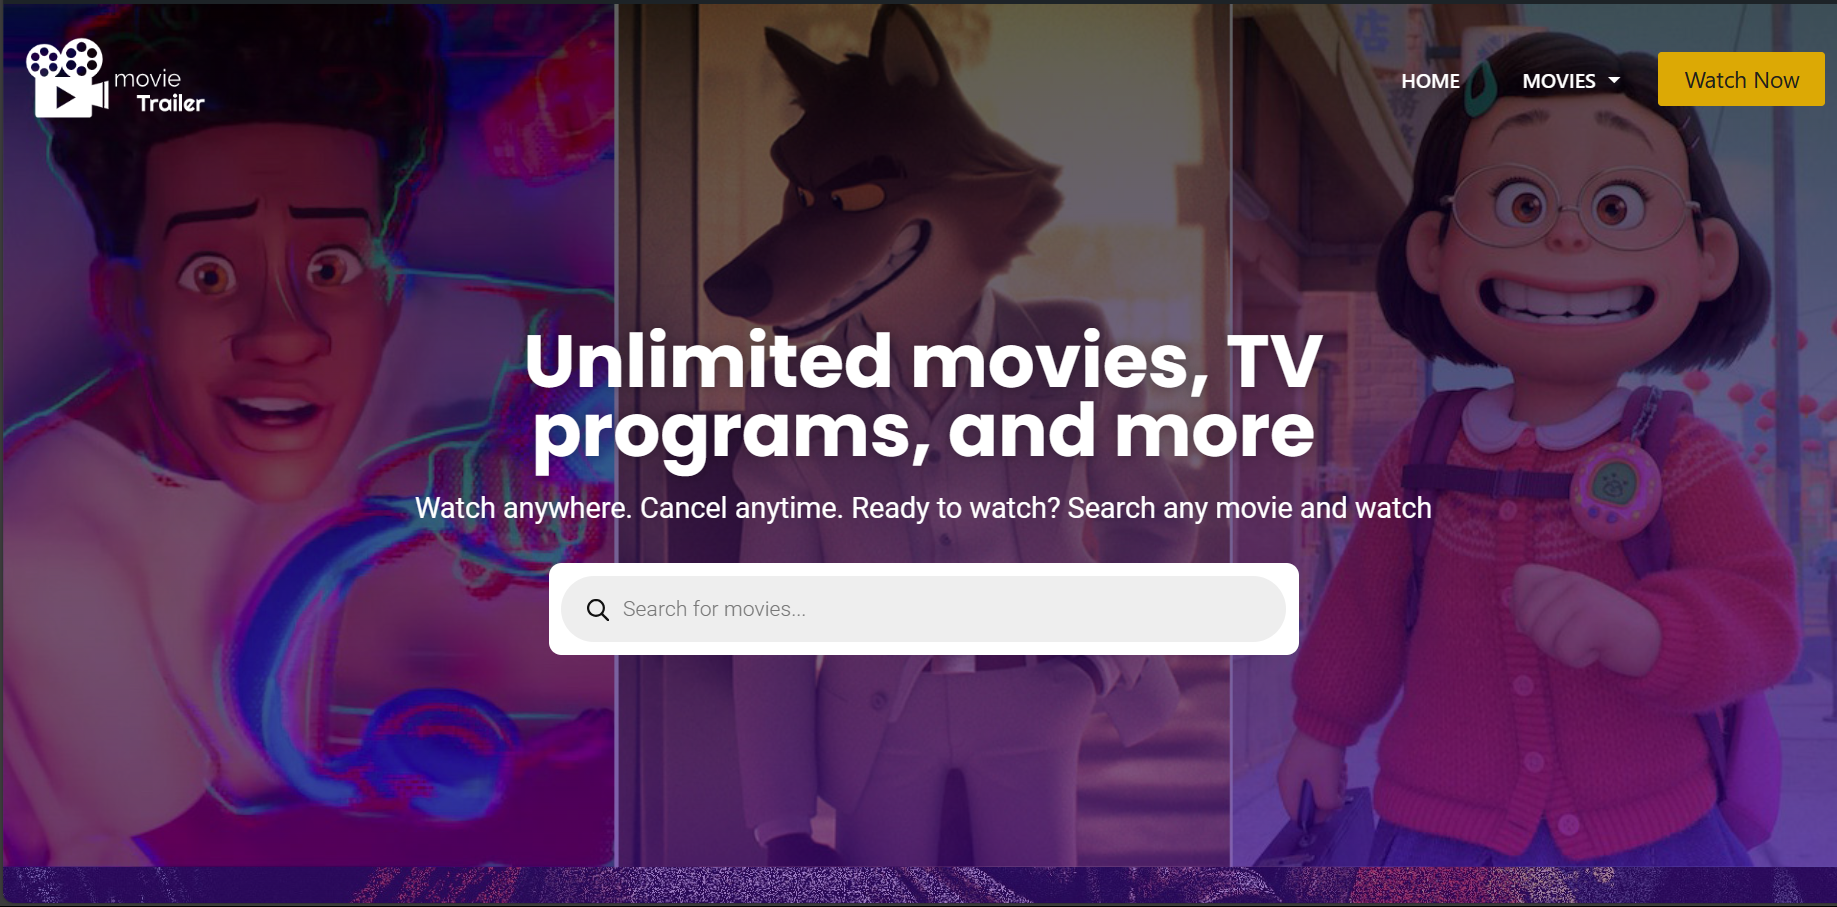 movie
Trailer
HOME
MOVIES
Watch Now
Unlimited movies, TV
programs, and more
Watch anywhere. Cancel anytime. Ready to watch? Search any movie and watch
Search for movies...